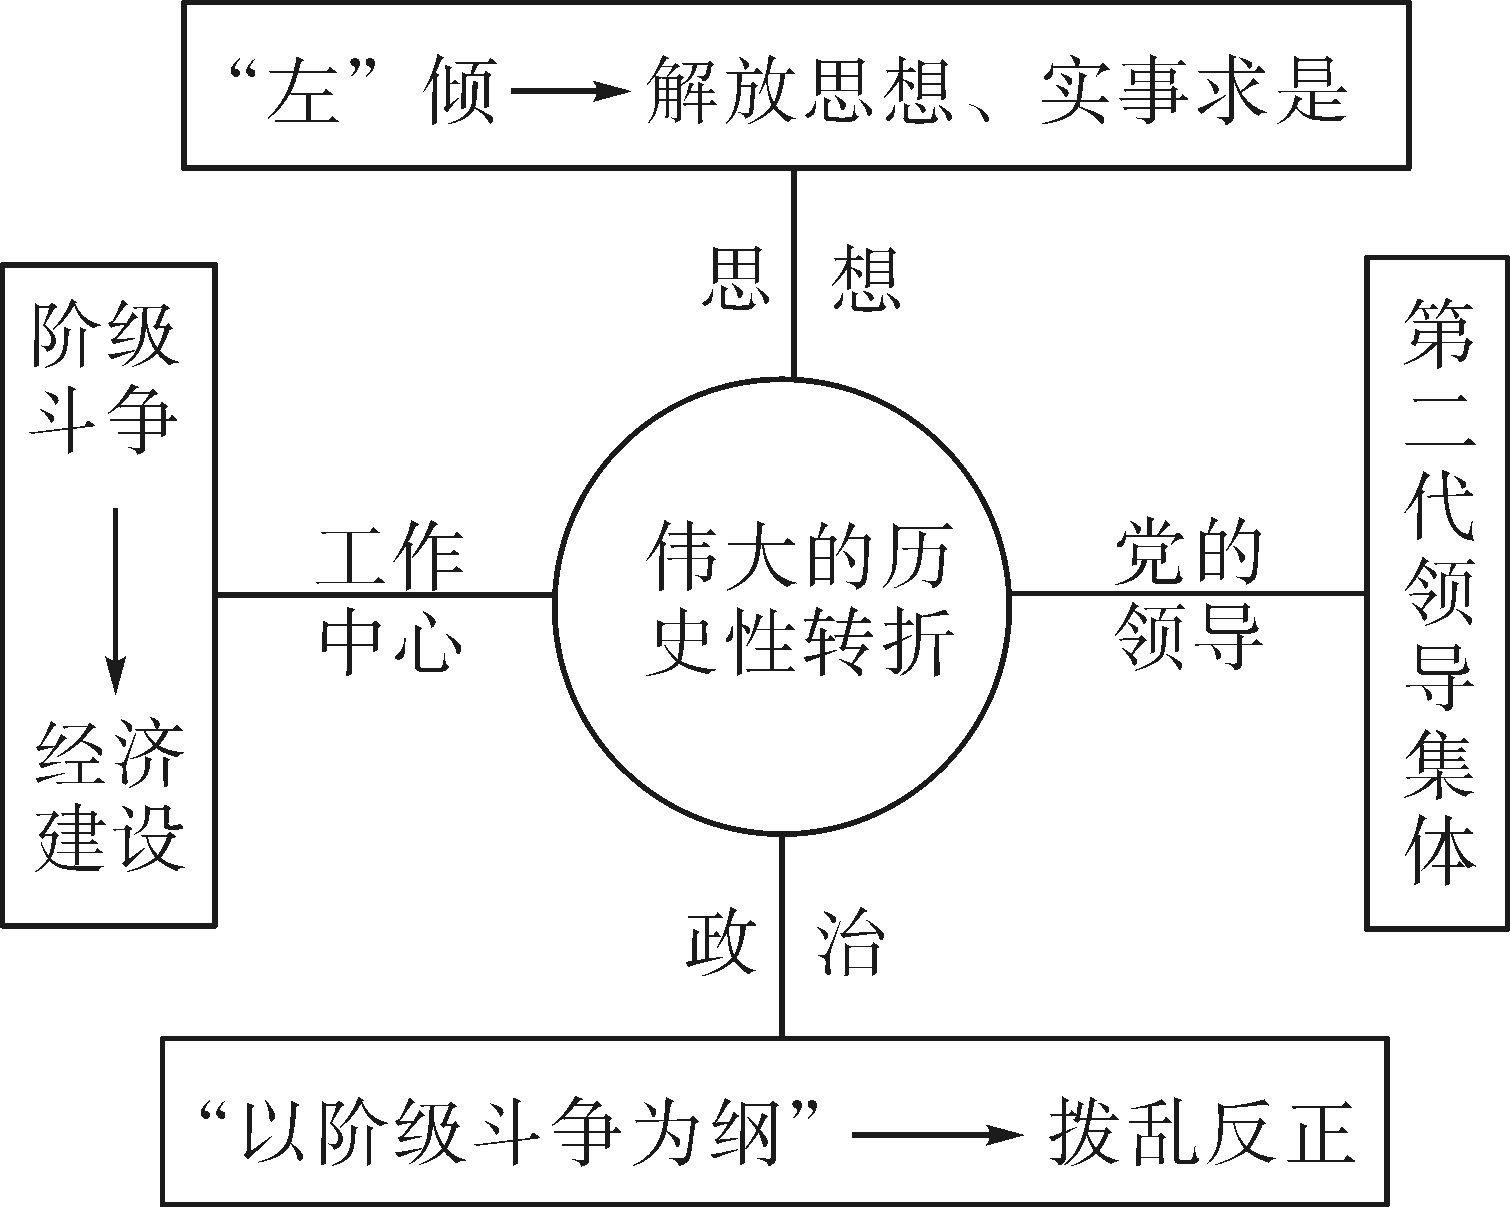 “左”倾→解放思想、实事求是
思 想
阶级
斗争
↓
经济
建设
工作
中心
伟大的历
史性转折
党的
领导
第二代领导集体
政 治
“以阶级斗争为纲”→拨乱反正